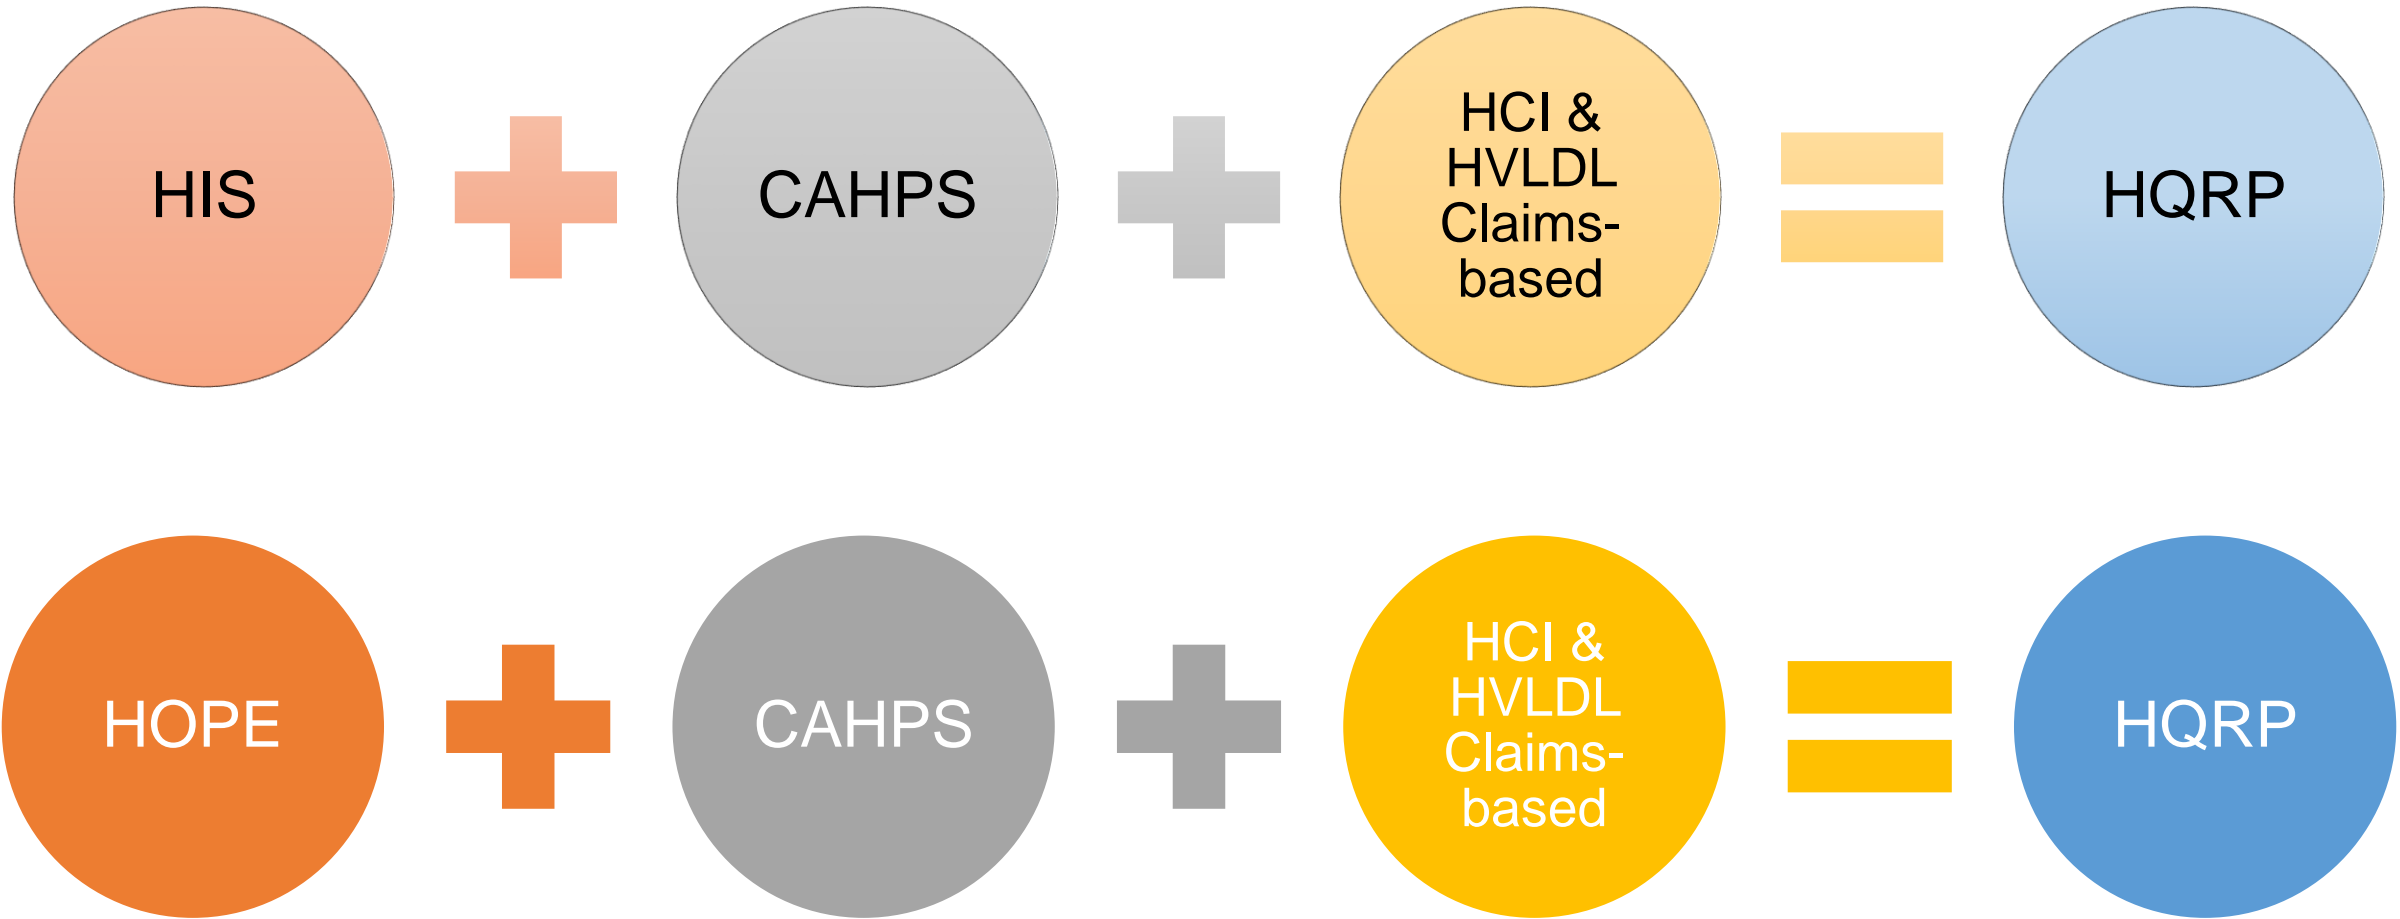 HIS
CAHPS
HCI &
HVLDL
Claims-
based
HQRP
HOPE
CAHPS
HCI &
HVLDL
Claims-
based
HQRP